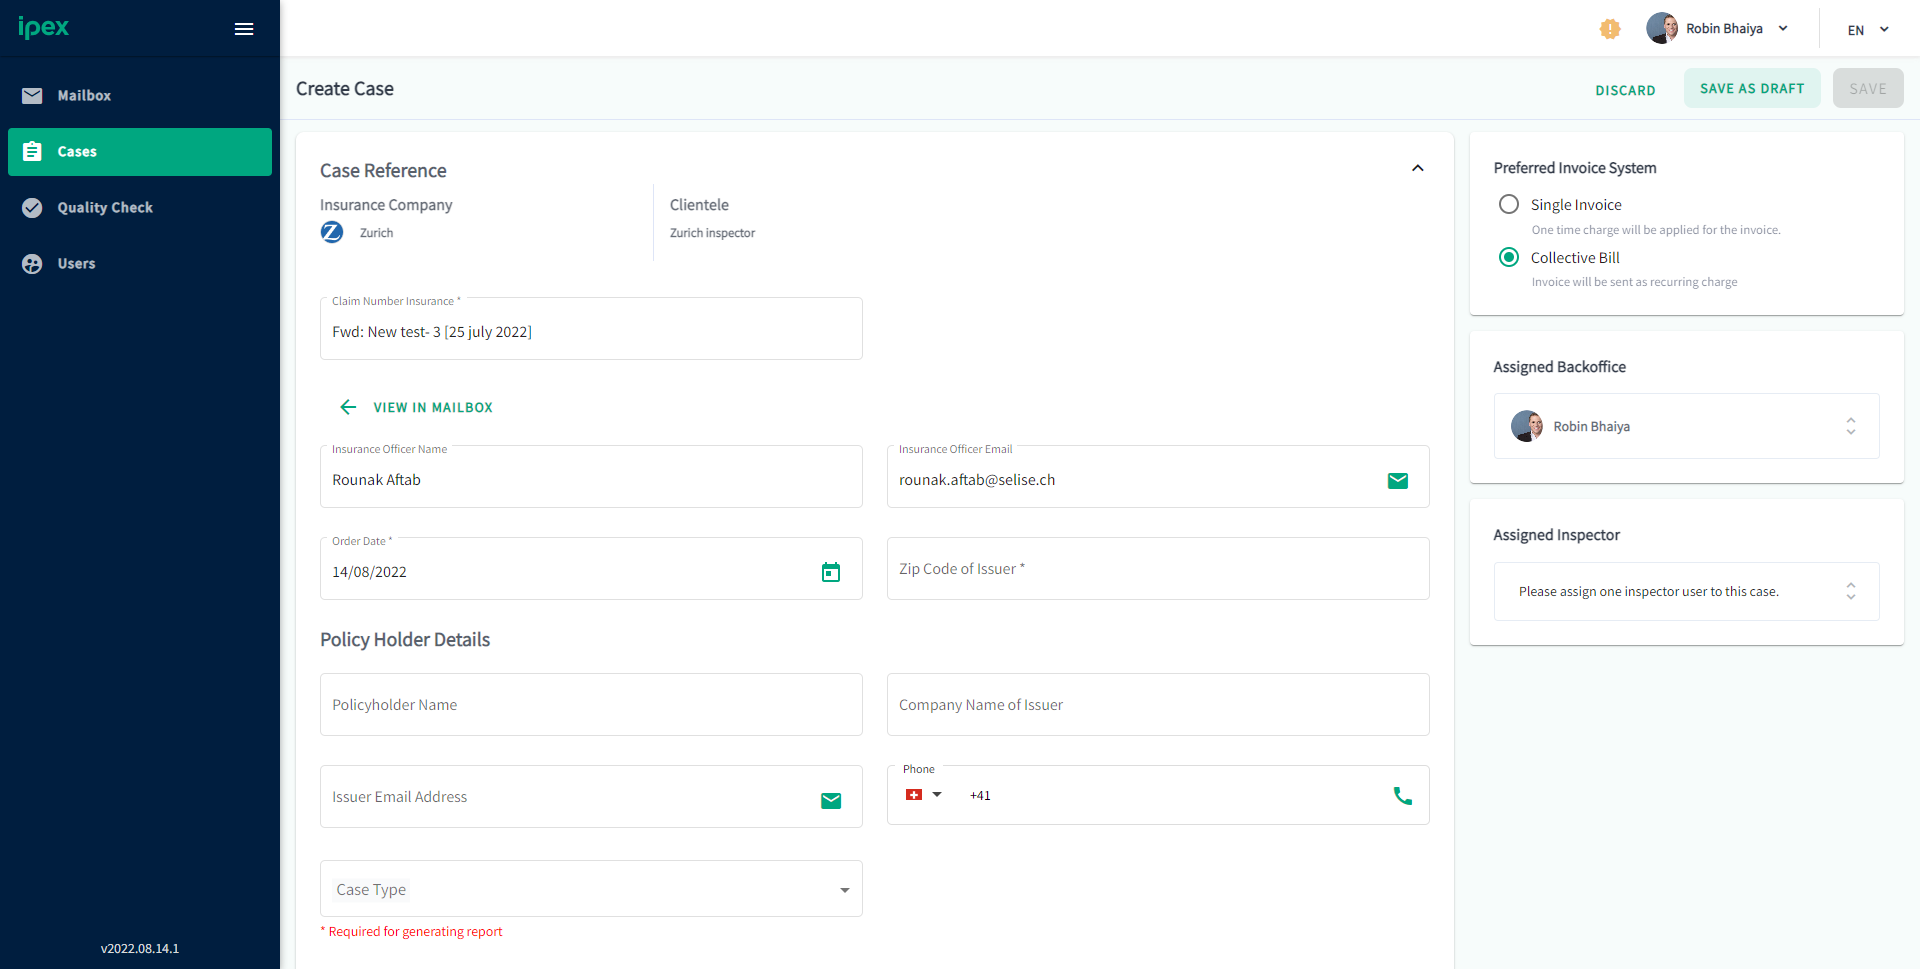 ipex
Robin Bhaiya
EN
Mailbox
Cases
Quality Check
Users
v2022.08.14.1
Create Case
DISCARD
SAVE AS DRAFT
SAVE
Case Reference
Insurance Company
Z Zurich
Clientele
Zurich inspector
Claim Number Insurance *
Fwd: New test- 3 [25 july 2022]
VIEW IN MAILBOX
Insurance Officer Name
Rounak Aftab
Insurance Officer Email
rounak.aftab@selise.ch
Order Date *
14/08/2022
Zip Code of Issuer *
Policy Holder Details
Policyholder Name
Company Name of Issuer
Issuer Email Address
Phone
+41
Case Type
* Required for generating report
Preferred Invoice System
Single Invoice
One time charge will be applied for the invoice.
Collective Bill
Invoice will be sent as recurring charge
Assigned Backoffice
Robin Bhaiya
Assigned Inspector
Please assign one inspector user to this case.